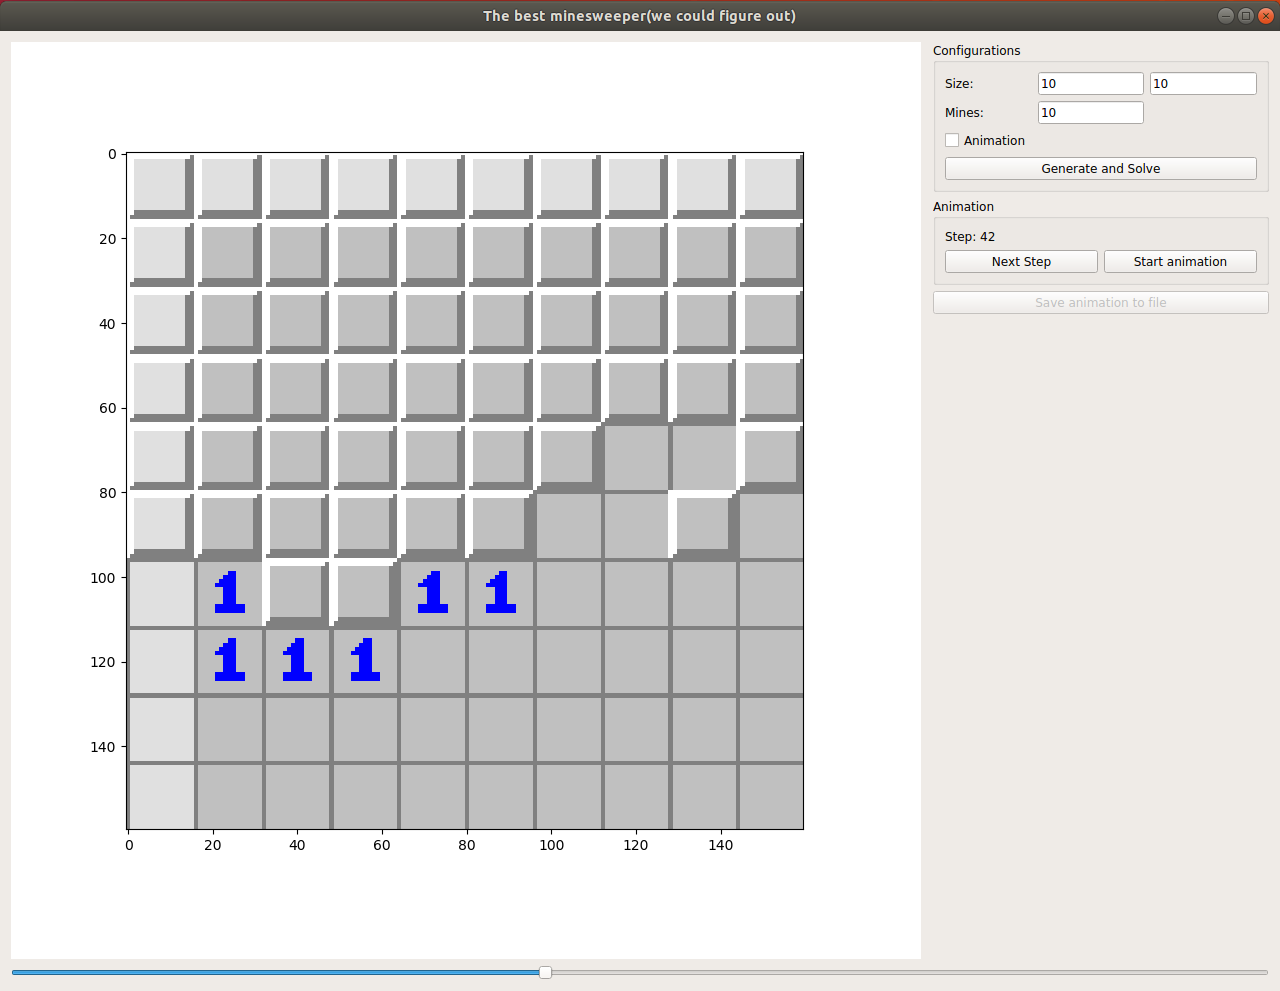 The best minesweeper(we could figure out)
Configurations
Size: 10 10
Mines: 10
Animation
Generate and Solve
Animation
Step: 42
Next Step Start animation
Save animation to file
0
20
40
60
80
100
120
140
1 1 1
1 1 1
0 20 40 60 80 100 120 140